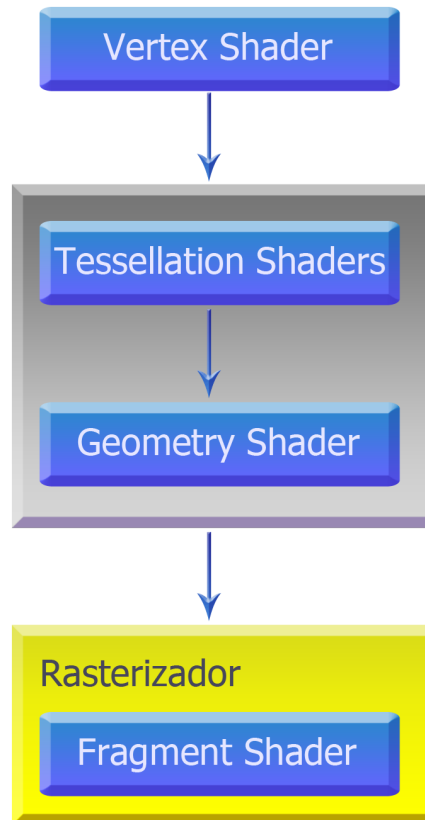 Vertex Shader
Tessellation Shaders
Geometry Shader
Rasterizador
Fragment Shader